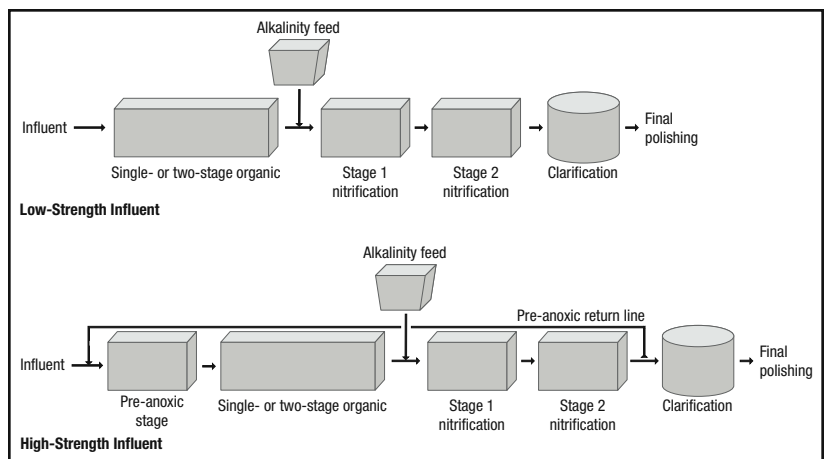 Alkalinity feed
Influent
Final
polishing
Single- or two-stage organic
Stage 1
nitrification
Stage 2
nitrification
Clarification
Low-Strength Influent
Alkalinity feed
Pre-anoxic return line
Influent
Final
polishing
Pre-anoxic
stage
Single- or two-stage organic
Stage 1
nitrification
Stage 2
nitrification
Clarification
High-Strength Influent